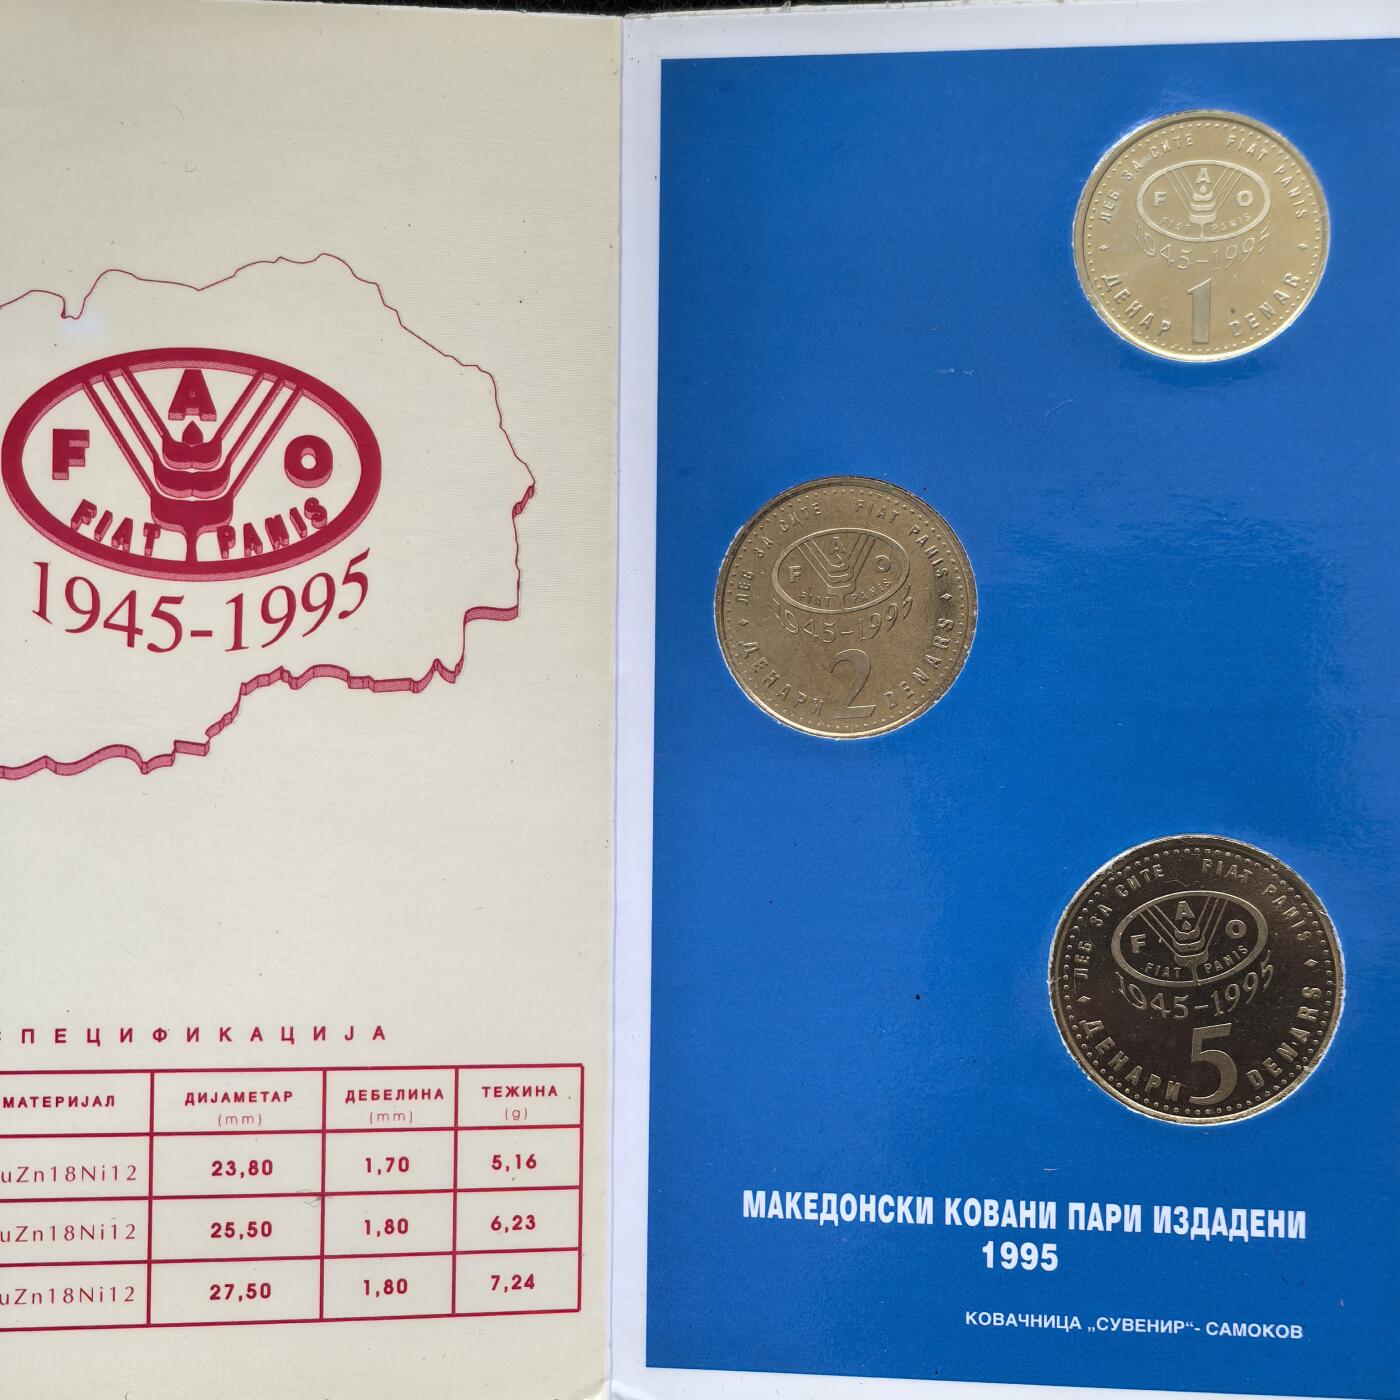 F A O
FIAT PANIS
1945-1995
СПЕЦИФИКАЦИЈА
МАТЕРИЈАЛ ДИЈАМЕТАР (mm) ДЕБЕЛИНА (mm) ТЕЖИНА (g)
uZn18Ni12 23,80 1,70 5,16
uZn18Ni12 25,50 1,80 6,23
uZn18Ni12 27,50 1,80 7,24
ЛЕБ ЗА СИТЕ FIAT PANIS
F A O
FIAT PANIS
1945-1995
ДЕНАР 1 DENAR
ЛЕБ ЗА СИТЕ FIAT PANIS
F A O
FIAT PANIS
1945-1995
ДЕНАРИ 2 DENARS
ЛЕБ ЗА СИТЕ FIAT PANIS
F A O
FIAT PANIS
1945-1995
ДЕНАРИ 5 DENARS
МАКЕДОНСКИ КОВАНИ ПАРИ ИЗДАДЕНИ
1995
КОВАЧНИЦА „СУВЕНИР“- САМОКОВ